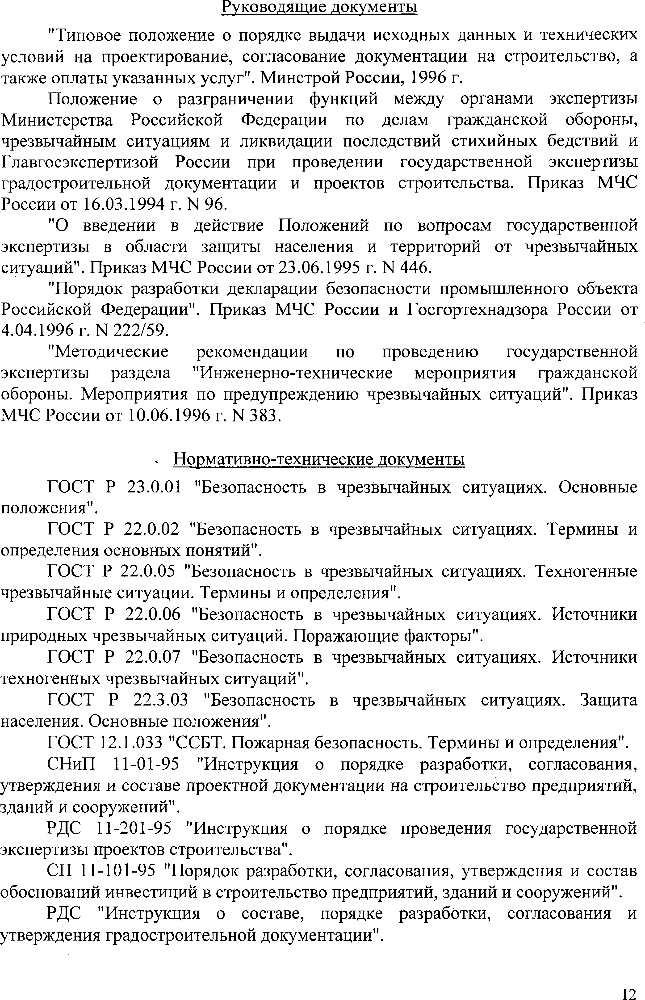 Руководящие документы
"Типовое положение о порядке выдачи исходных данных и технических
условий на проектирование, согласование документации на строительство, а
также оплаты указанных услуг". Минстрой России, 1996 г.
Положение о разграничении функций между органами экспертизы
Министерства Российской Федерации по делам гражданской обороны,
чрезвычайным ситуациям и ликвидации последствий стихийных бедствий и
Главгосэкспертизой России при проведении государственной экспертизы
градостроительной документации и проектов строительства. Приказ МЧС
России от 16.03.1994 г. N 96.
"О введении в действие Положений по вопросам государственной
экспертизы в области защиты населения и территорий от чрезвычайных
ситуаций". Приказ МЧС России от 23.06.1995 г. N 446.
"Порядок разработки декларации безопасности промышленного объекта
Российской Федерации". Приказ МЧС России и Госгортехнадзора России от
4.04.1996 г. N 222/59.
"Методические рекомендации по проведению государственной
экспертизы раздела "Инженерно-технические мероприятия гражданской
обороны. Мероприятия по предупреждению чрезвычайных ситуаций". Приказ
МЧС России от 10.06.1996 г. N 383.
Нормативно-технические документы
ГОСТ Р 23.0.01 "Безопасность в чрезвычайных ситуациях. Основные
положения".
ГОСТ Р 22.0.02 "Безопасность в чрезвычайных ситуациях. Термины и
определения основных понятий".
ГОСТ Р 22.0.05 "Безопасность в чрезвычайных ситуациях. Техногенные
чрезвычайные ситуации. Термины и определения".
ГОСТ Р 22.0.06 "Безопасность в чрезвычайных ситуациях. Источники
природных чрезвычайных ситуаций. Поражающие факторы".
ГОСТ Р 22.0.07 "Безопасность в чрезвычайных ситуациях. Источники
техногенных чрезвычайных ситуаций".
ГОСТ Р 22.3.03 "Безопасность в чрезвычайных ситуациях. Защита
населения. Основные положения".
ГОСТ 12.1.033 "ССБТ. Пожарная безопасность. Термины и определения".
СНиП 11-01-95 "Инструкция о порядке разработки, согласования,
утверждения и составе проектной документации на строительство предприятий,
зданий и сооружений".
РДС 11-201-95 "Инструкция о порядке проведения государственной
экспертизы проектов строительства".
СП 11-101-95 "Порядок разработки, согласования, утверждения и состав
обоснований инвестиций в строительство предприятий, зданий и сооружений".
РДС "Инструкция о составе, порядке разработки, согласования и
утверждения градостроительной документации".
12